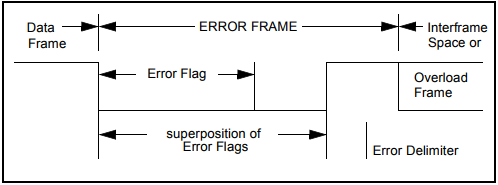 Data
Frame
ERROR FRAME
Interframe
Space or
Error Flag
Overload
Frame
superposition of
Error Flags
Error Delimiter